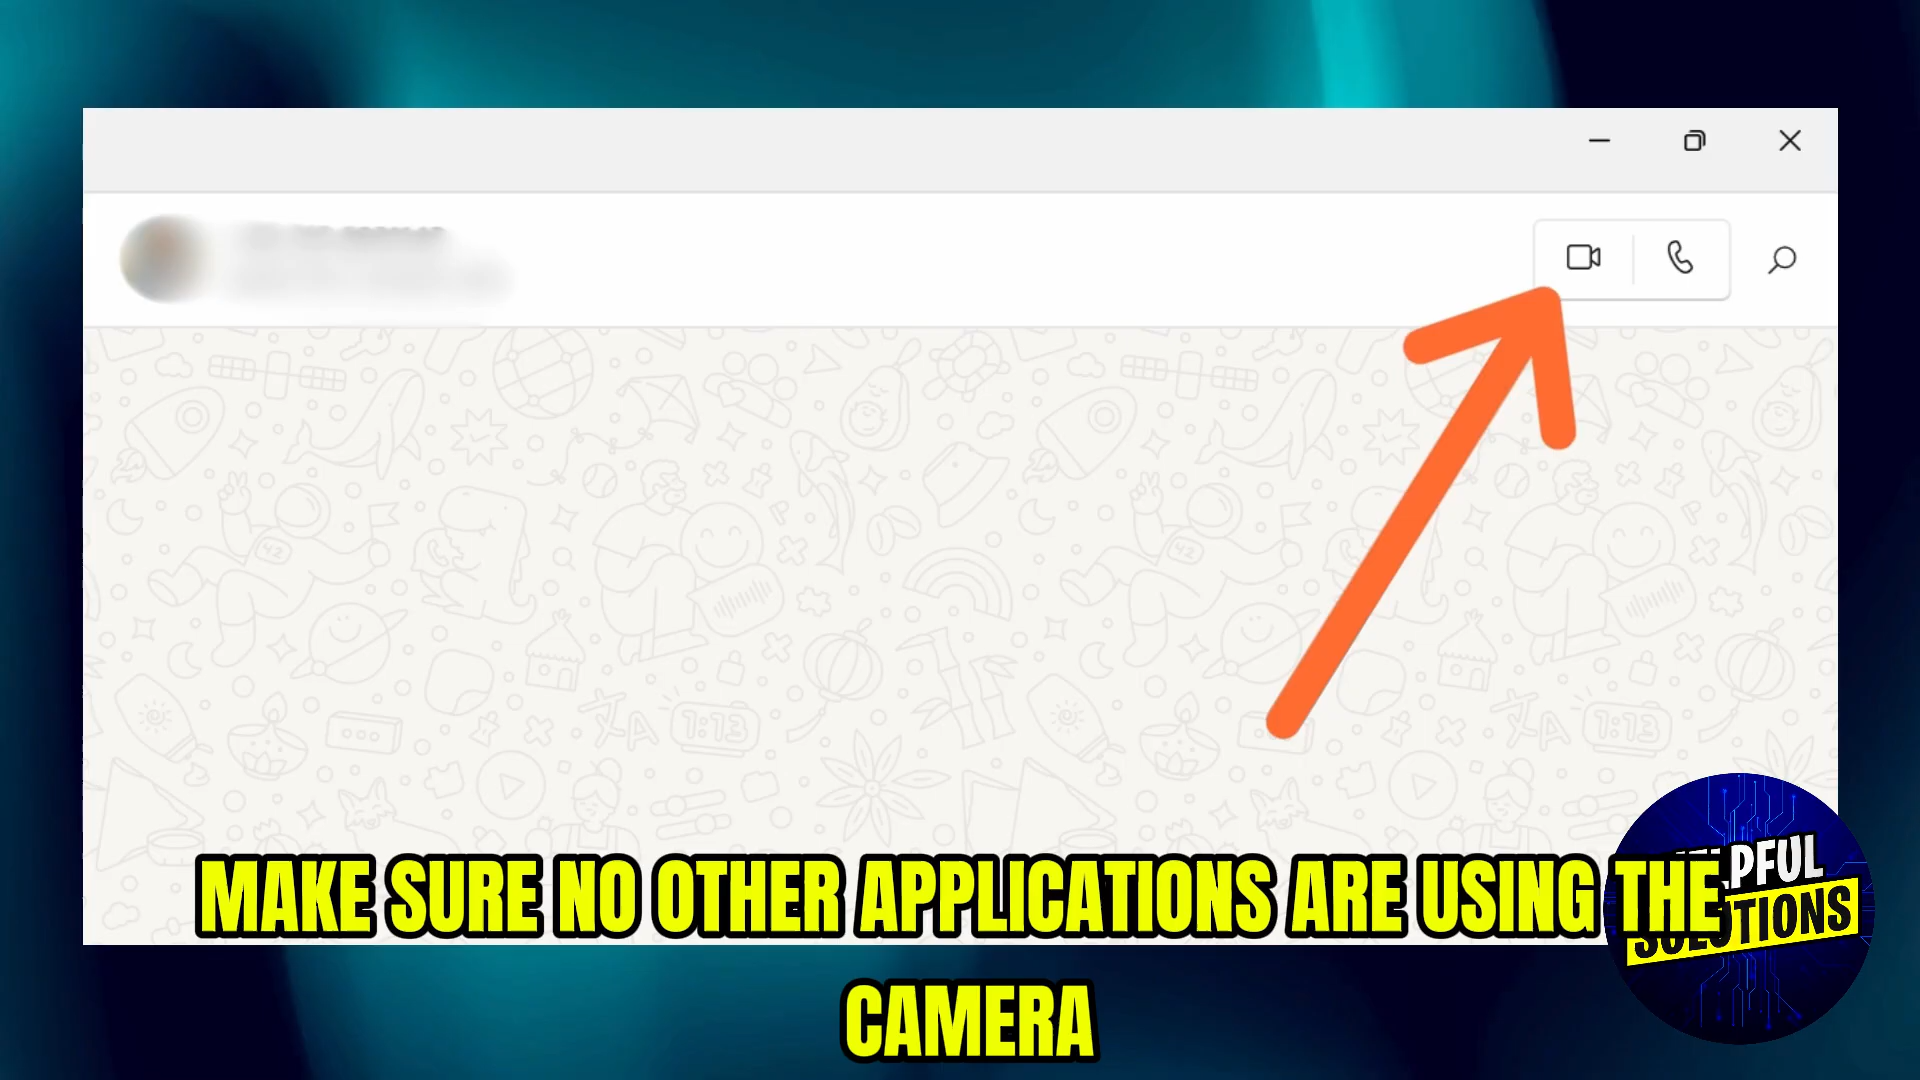 MAKE SURE NO OTHER APPLICATIONS ARE USING THE
CAMERA